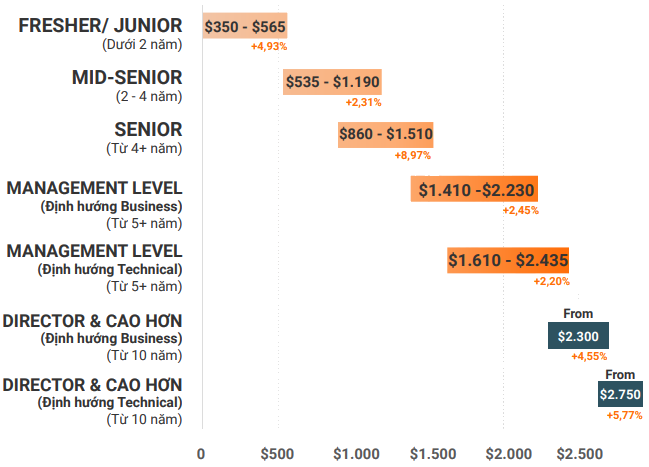 FRESHER/ JUNIOR
(Dưới 2 năm)
$350 - $565
+4,93%
MID-SENIOR
(2 - 4 năm)
$535 - $1.190
+2,31%
SENIOR
(Từ 4+ năm)
$860 - $1.510
+8,97%
MANAGEMENT LEVEL
(Định hướng Business)
(Từ 5+ năm)
$1.410 -$2.230
+2,45%
MANAGEMENT LEVEL
(Định hướng Technical)
(Từ 5+ năm)
$1.610 - $2.435
+2,20%
DIRECTOR & CAO HƠN
(Định hướng Business)
(Từ 10 năm)
From
$2.300
+4,55%
DIRECTOR & CAO HƠN
(Định hướng Technical)
(Từ 10 năm)
From
$2.750
+5,77%
0 $500 $1.000 $1.500 $2.000 $2.500